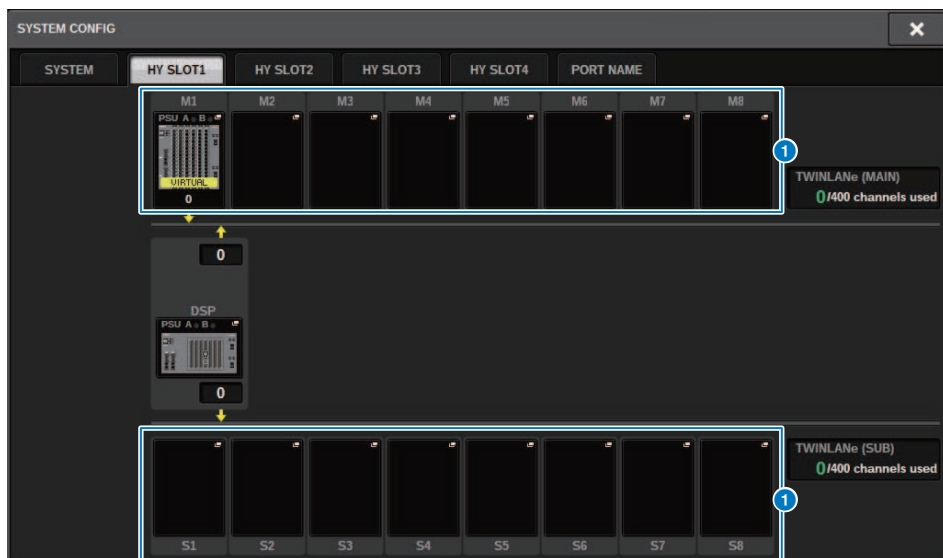 SYSTEM CONFIG
SYSTEM HY SLOT1 HY SLOT2 HY SLOT3 HY SLOT4 PORT NAME
M1 M2 M3 M4 M5 M6 M7 M8
PSU A B
VIRTUAL
0
1
TWINLANe (MAIN)
0/400 channels used
0
DSP
PSU A B
0
TWINLANe (SUB)
0/400 channels used
1
S1 S2 S3 S4 S5 S6 S7 S8